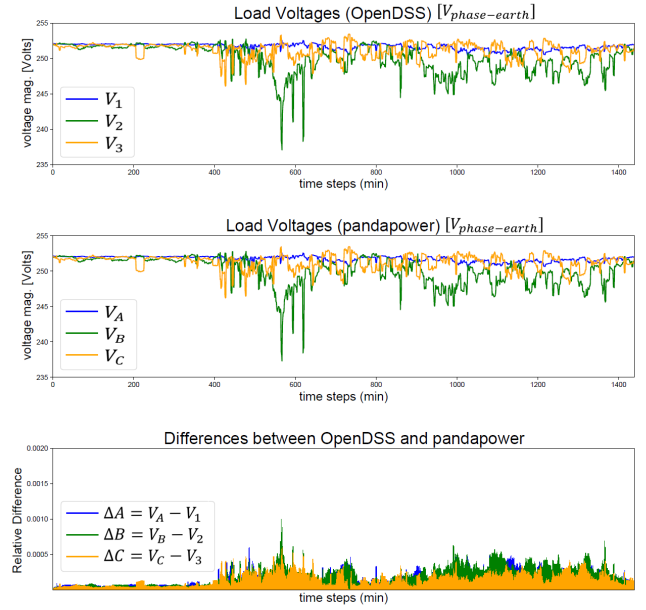 Load Voltages (OpenDSS) [V_{phase-earth}]
voltage mag. [Volts]
255
250
245
240
235
V_1
V_2
V_3
0 200 400 600 800 1000 1200 1400
time steps (min)
Load Voltages (pandapower) [V_{phase-earth}]
voltage mag. [Volts]
255
250
245
240
235
V_A
V_B
V_C
0 200 400 600 800 1000 1200 1400
time steps (min)
Differences between OpenDSS and pandapower
Relative Difference
0.0020
0.0015
0.0010
0.0005
ΔA = V_A − V_1
ΔB = V_B − V_2
ΔC = V_C − V_3
time steps (min)